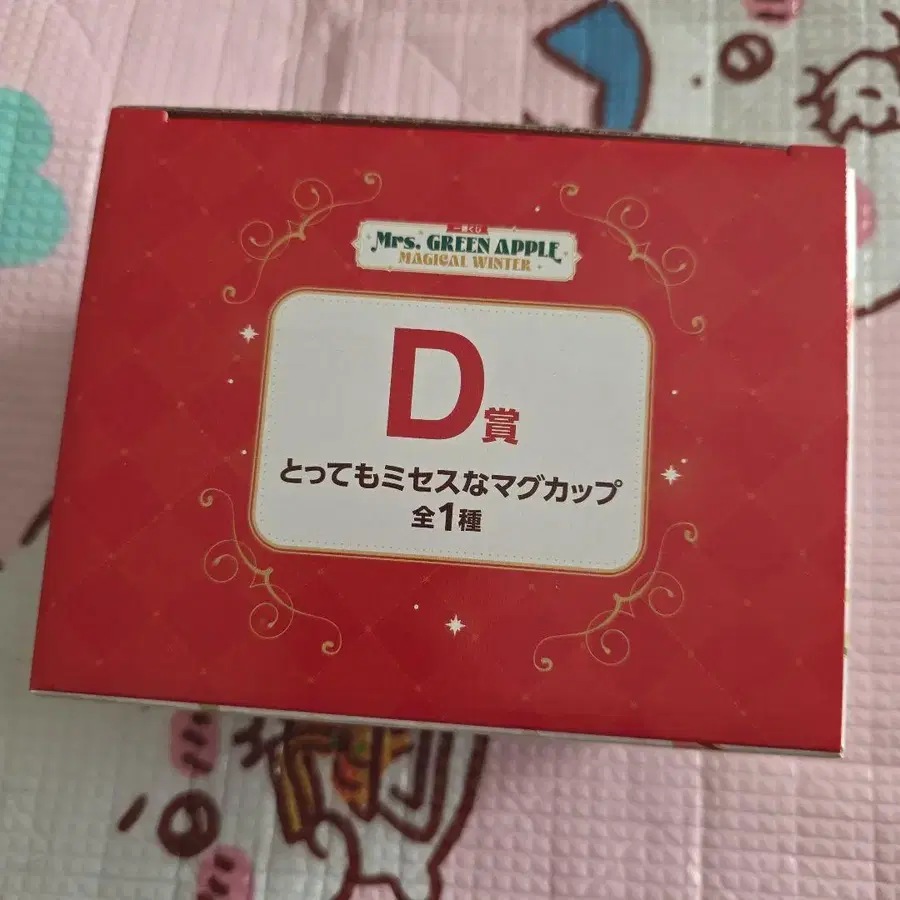 一番くじ
Mrs. GREEN APPLE
MAGICAL WINTER
D賞
とってもミセスなマグカップ
全1種